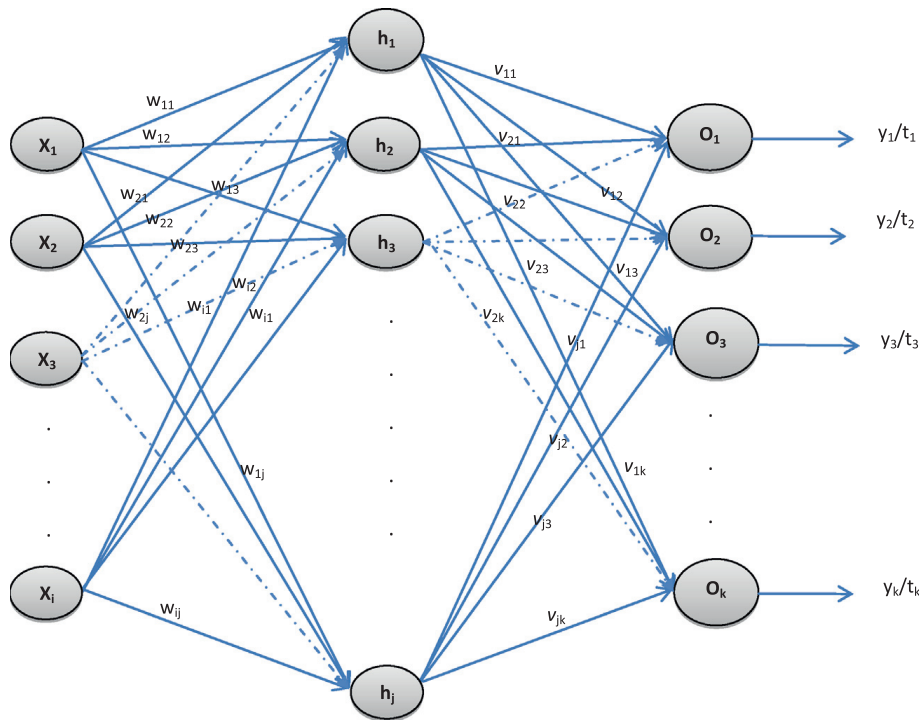 h₁
v₁₁
w₁₁
X₁
w₁₂
h₂
v₂₁
O₁
y₁/t₁
w₂₁
w₁₃
v₂₂
v₁₂
w₂₂
X₂
w₂₃
h₃
O₂
y₂/t₂
v₂₃
v₁₃
w₂ⱼ
wᵢ₁
wᵢ₂
wᵢ₁
v₂ₖ
vⱼ₁
X₃
O₃
y₃/t₃
vⱼ₂
w₁ⱼ
v₁ₖ
vⱼ₃
Xᵢ
wᵢⱼ
vⱼₖ
Oₖ
yₖ/tₖ
hⱼ